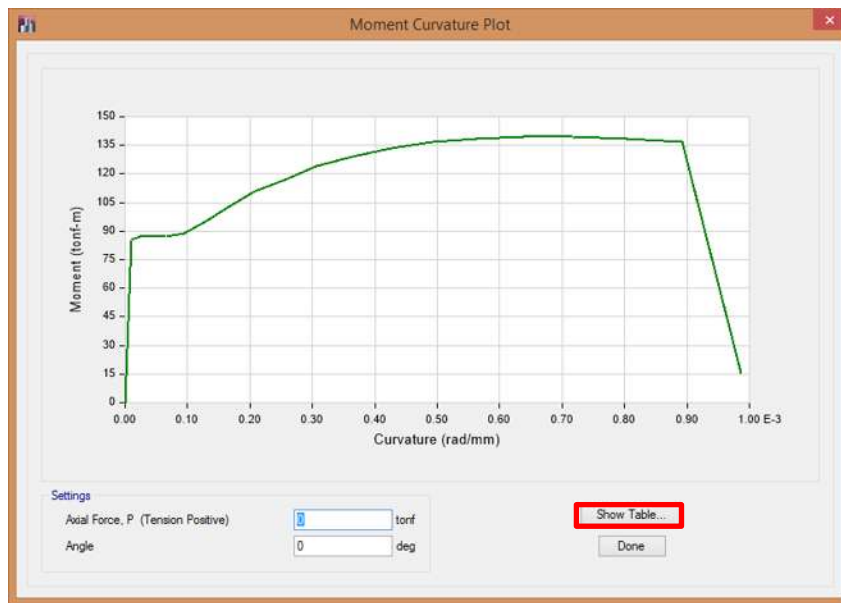 Moment Curvature Plot
150
135
120
105
90
75
60
45
30
15
0
Moment (tonf-m)
0.00 0.10 0.20 0.30 0.40 0.50 0.60 0.70 0.80 0.90 1.00 E-3
Curvature (rad/mm)
Settings
Axial Force, P (Tension Positive) 0 tonf
Angle 0 deg
Show Table...
Done